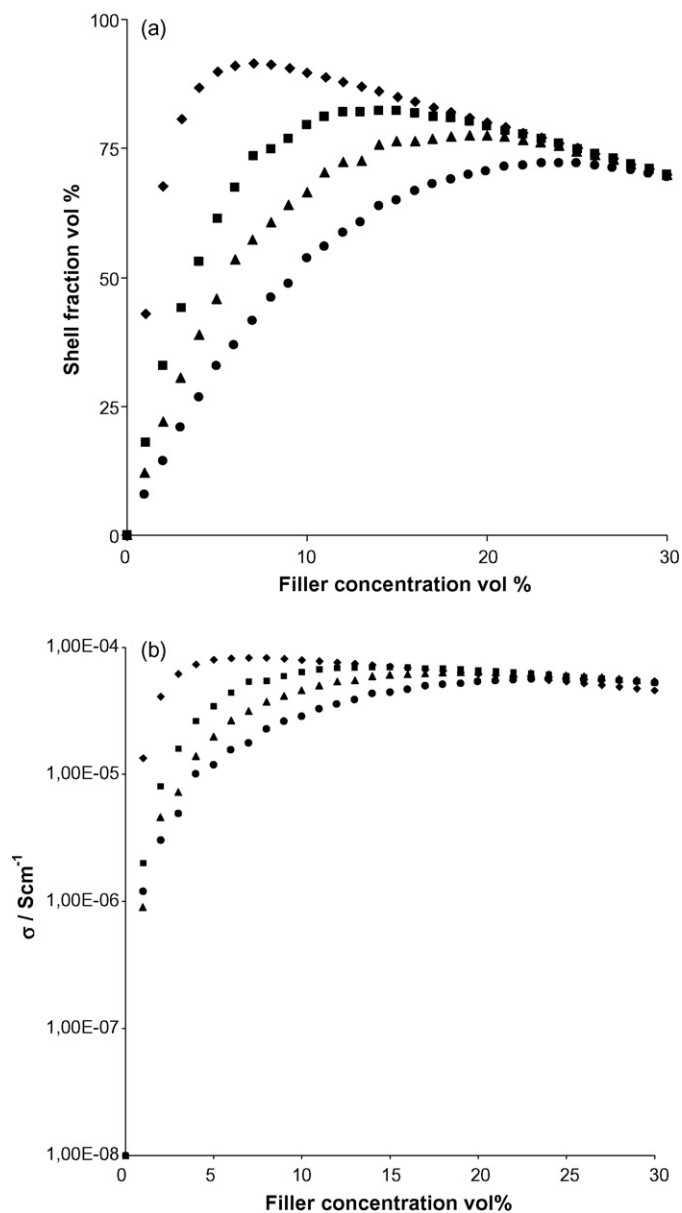 (a)
100
75
50
25
0
Shell fraction vol %
0 10 20 30
Filler concentration vol %
(b)
1,00E-04
1,00E-05
1,00E-06
1,00E-07
1,00E-08
σ / Scm⁻¹
0 5 10 15 20 25 30
Filler concentration vol%